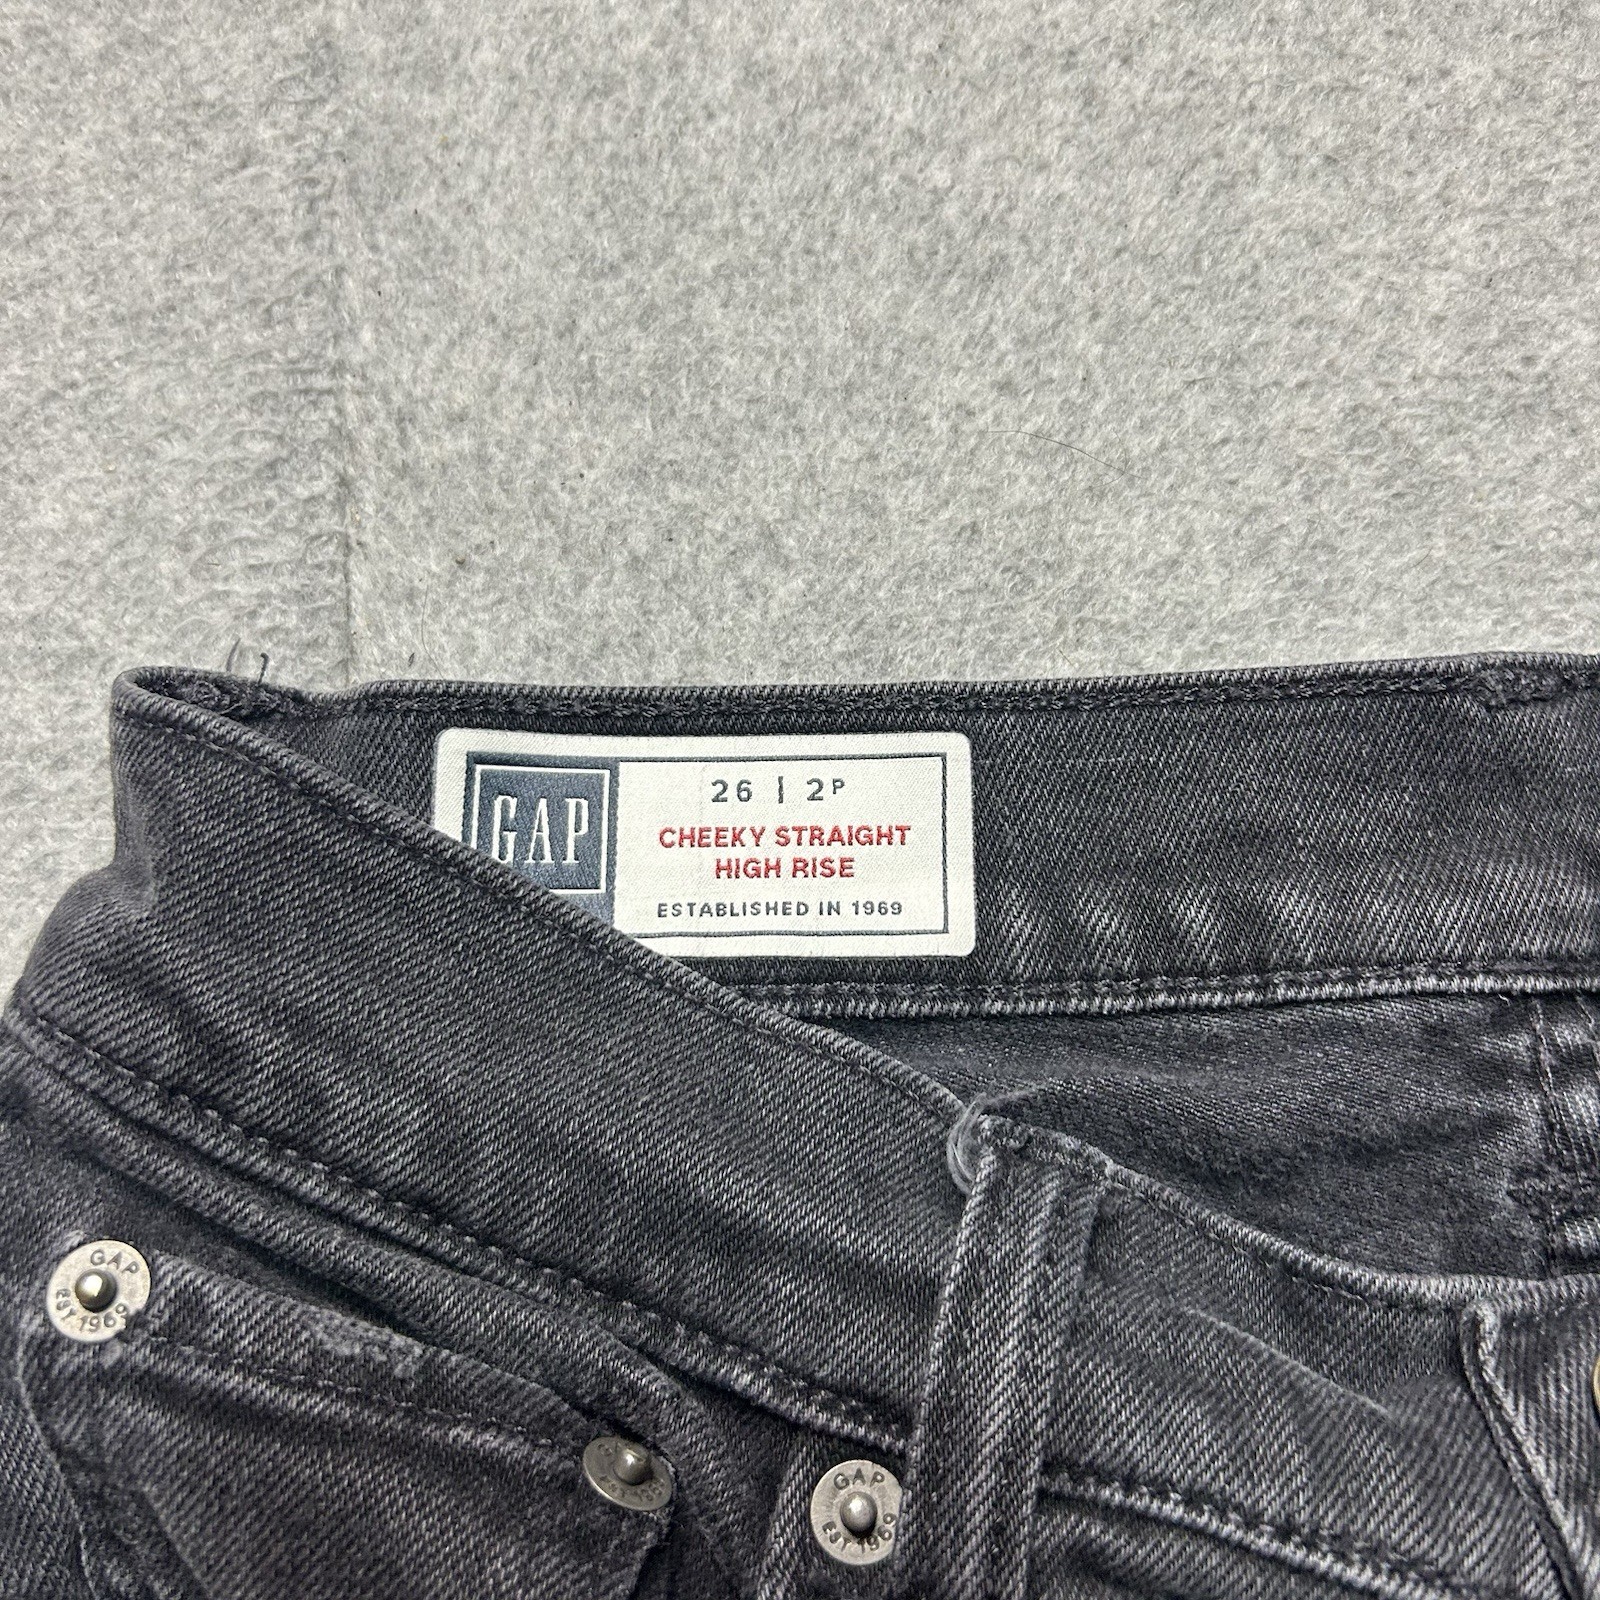 GAP
26 | 2P
CHEEKY STRAIGHT
HIGH RISE
ESTABLISHED IN 1969
GAP
EST. 1969
GAP
EST 1969